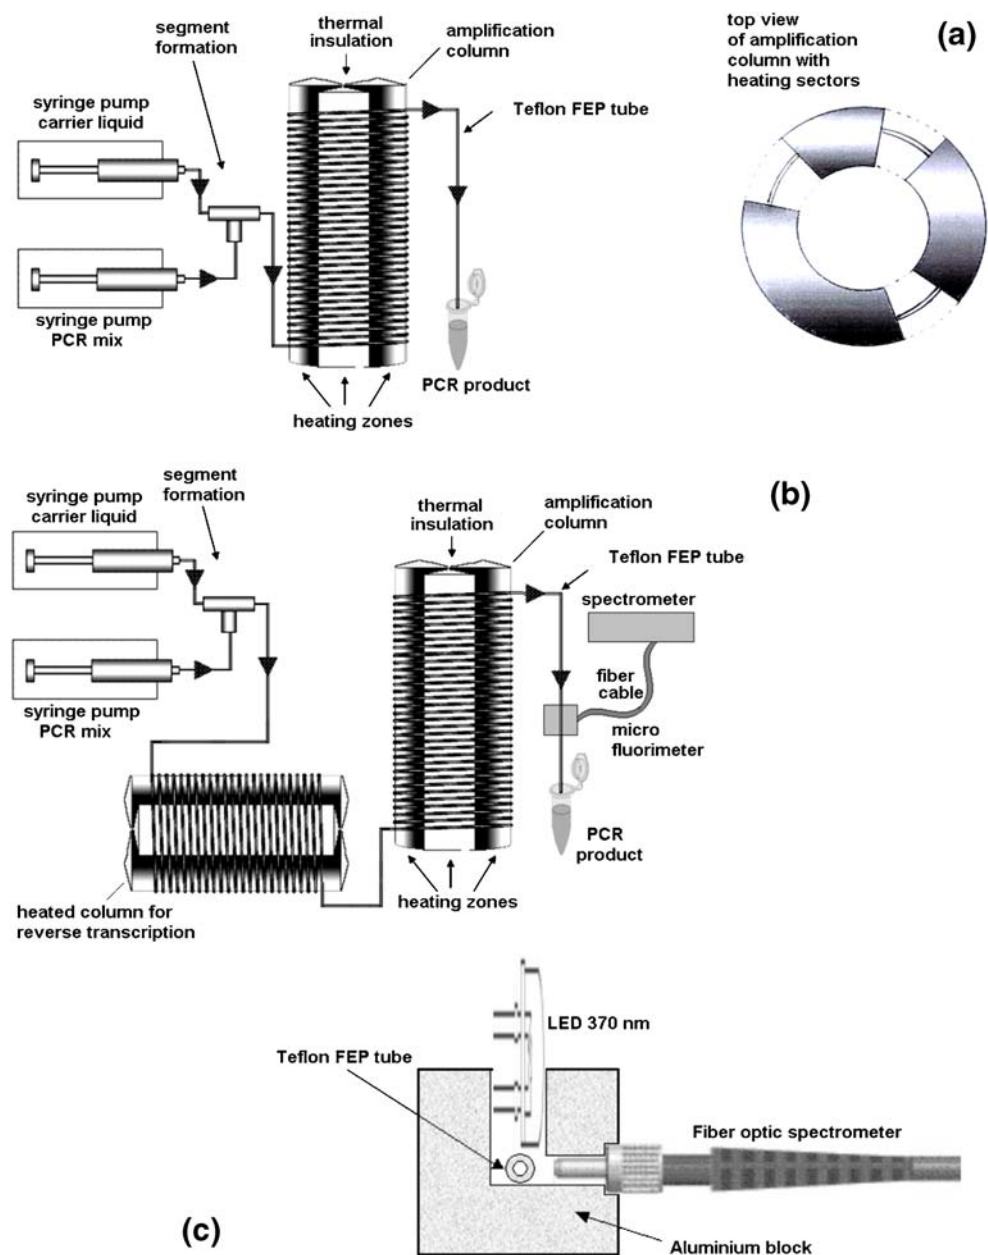 segment
formation
thermal
insulation
amplification
column
top view
of amplification
column with
heating sectors
(a)
syringe pump
carrier liquid
Teflon FEP tube
syringe pump
PCR mix
PCR product
heating zones
(b)
segment
formation
syringe pump
carrier liquid
thermal
insulation
amplification
column
Teflon FEP tube
spectrometer
fiber
cable
micro
fluorimeter
syringe pump
PCR mix
PCR
product
heated column for
reverse transcription
heating zones
LED 370 nm
Teflon FEP tube
Fiber optic spectrometer
(c)
Aluminium block